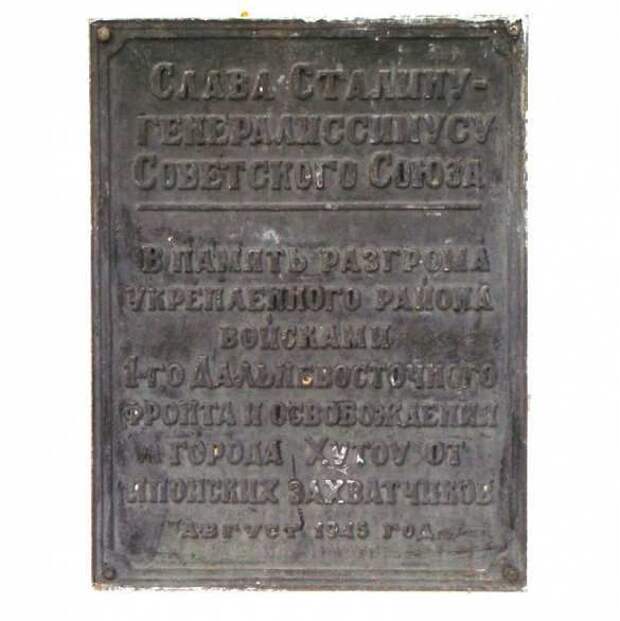 Слава Сталину-
генералиссимусу
Советского Союза
В память разгрома
укрепленного района
войсками
1-го Дальневосточного
фронта и освобождения
города Хутоу от
японских захватчиков
август 1945 год